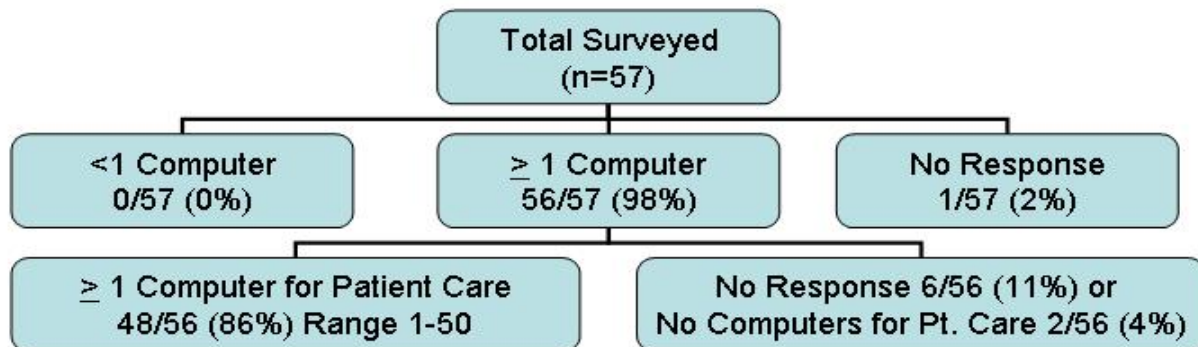 Total Surveyed
(n=57)
<1 Computer
0/57 (0%)
≥ 1 Computer
56/57 (98%)
No Response
1/57 (2%)
≥ 1 Computer for Patient Care
48/56 (86%) Range 1-50
No Response 6/56 (11%) or
No Computers for Pt. Care 2/56 (4%)